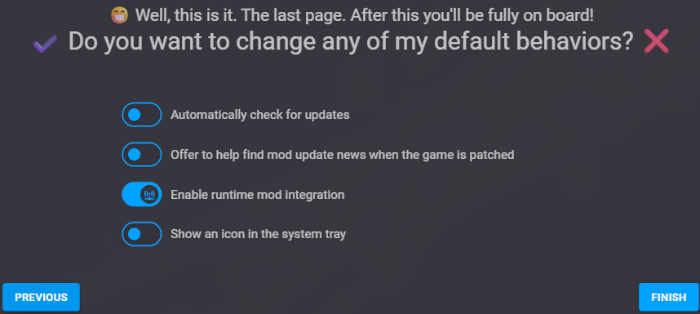 Well, this is it. The last page. After this you'll be fully on board!
Do you want to change any of my default behaviors?
Automatically check for updates
Offer to help find mod update news when the game is patched
Enable runtime mod integration
Show an icon in the system tray
PREVIOUS
FINISH